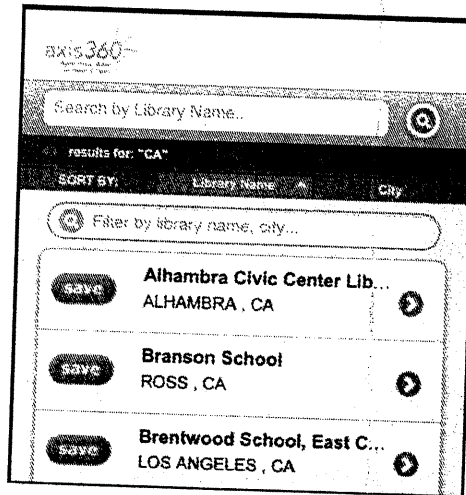 axis360
Search by Library Name..
results for: "CA"
SORT BY: Library Name City
Filter by library name, city...
save
Alhambra Civic Center Lib...
ALHAMBRA , CA
save
Branson School
ROSS , CA
save
Brentwood School, East C...
LOS ANGELES , CA